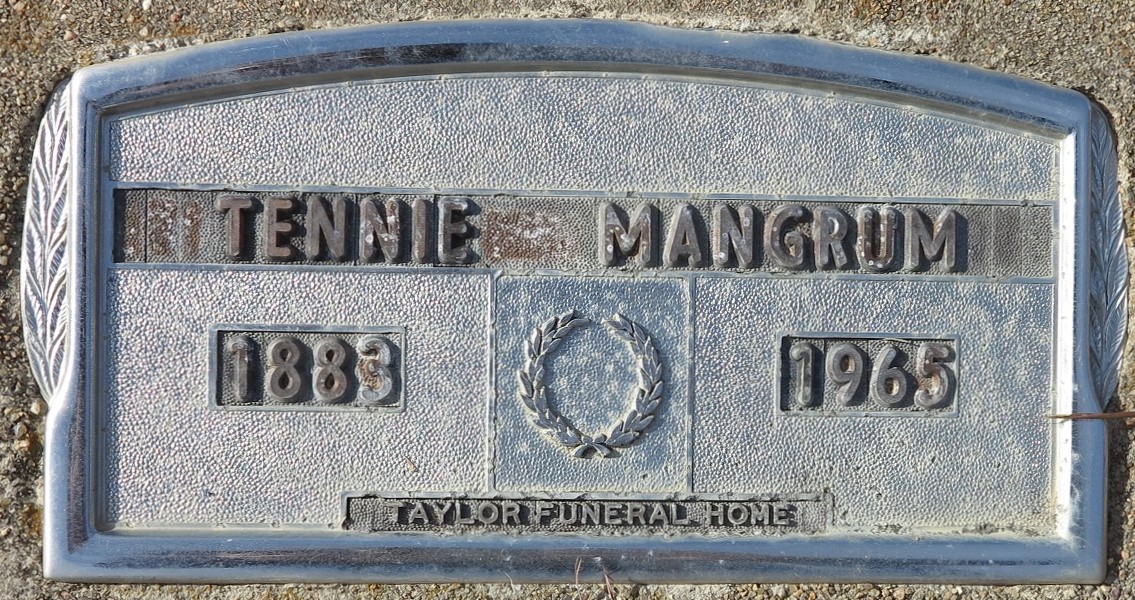 TENNIE MANGRUM
1883 1965
TAYLOR FUNERAL HOME